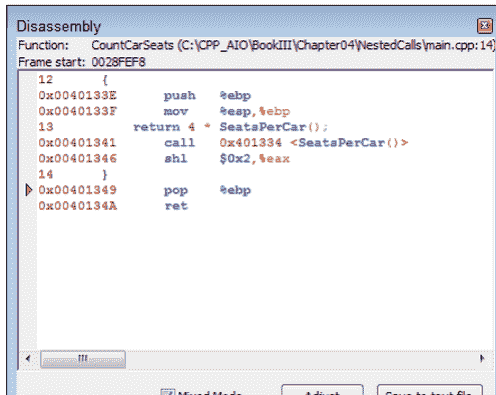 Disassembly
Function: CountCarSeats (C:\CPP_AIO\BookIII\Chapter04\NestedCalls\main.cpp:14)
Frame start: 0028FEF8
12 {
0x0040133E push %ebp
0x0040133F mov %esp,%ebp
13 return 4 * SeatsPerCar();
0x00401341 call 0x401334 <SeatsPerCar()>
0x00401346 shl $0x2,%eax
14 }
0x00401349 pop %ebp
0x0040134A ret
Mixed Mode Adjust Save to text file